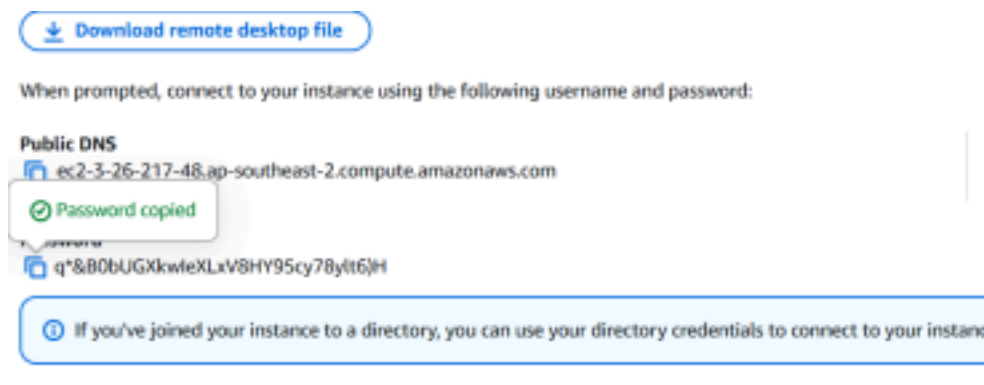 Download remote desktop file
When prompted, connect to your instance using the following username and password:
Public DNS
ec2-3-26-217-48.ap-southeast-2.compute.amazonaws.com
Password copied
Password
If you've joined your instance to a directory, you can use your directory credentials to connect to your instanc